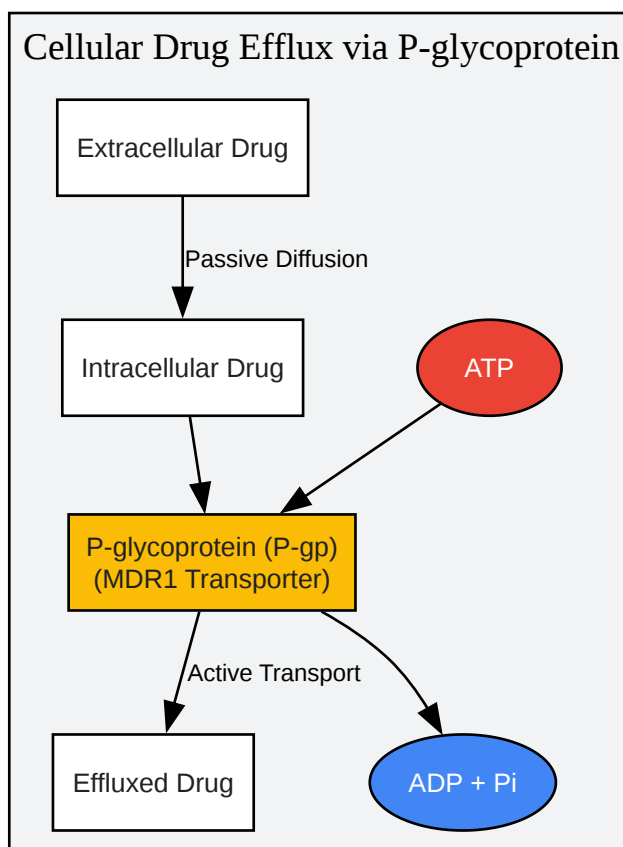 Cellular Drug Efflux via P-glycoprotein
Extracellular Drug
Passive Diffusion
Intracellular Drug
ATP
P-glycoprotein (P-gp)
(MDR1 Transporter)
Active Transport
Effluxed Drug
ADP + Pi